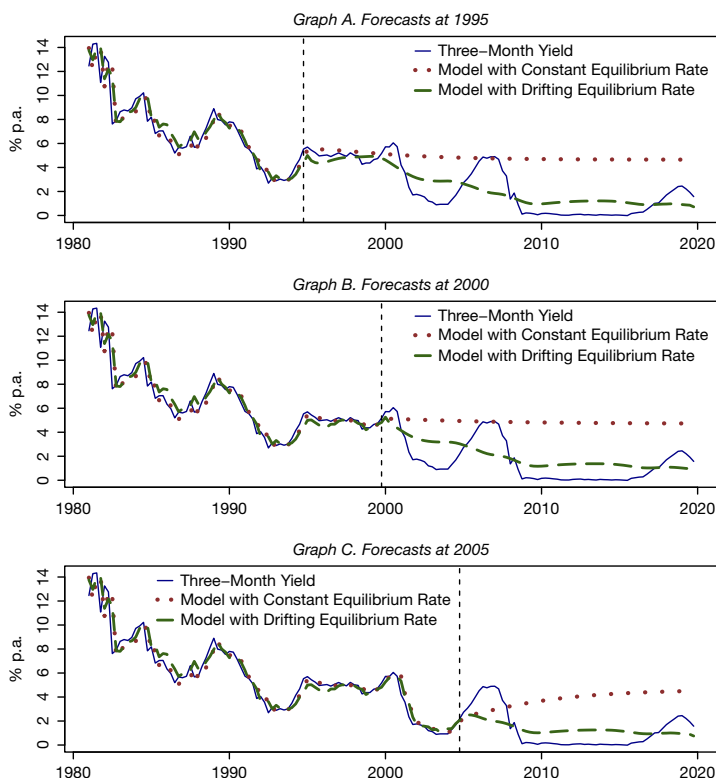 Graph A. Forecasts at 1995
% p.a.
0 2 4 6 8 10 12 14
Three−Month Yield
Model with Constant Equilibrium Rate
Model with Drifting Equilibrium Rate
1980 1990 2000 2010 2020
Graph B. Forecasts at 2000
% p.a.
0 2 4 6 8 10 12 14
Three−Month Yield
Model with Constant Equilibrium Rate
Model with Drifting Equilibrium Rate
1980 1990 2000 2010 2020
Graph C. Forecasts at 2005
% p.a.
0 2 4 6 8 10 12 14
Three−Month Yield
Model with Constant Equilibrium Rate
Model with Drifting Equilibrium Rate
1980 1990 2000 2010 2020